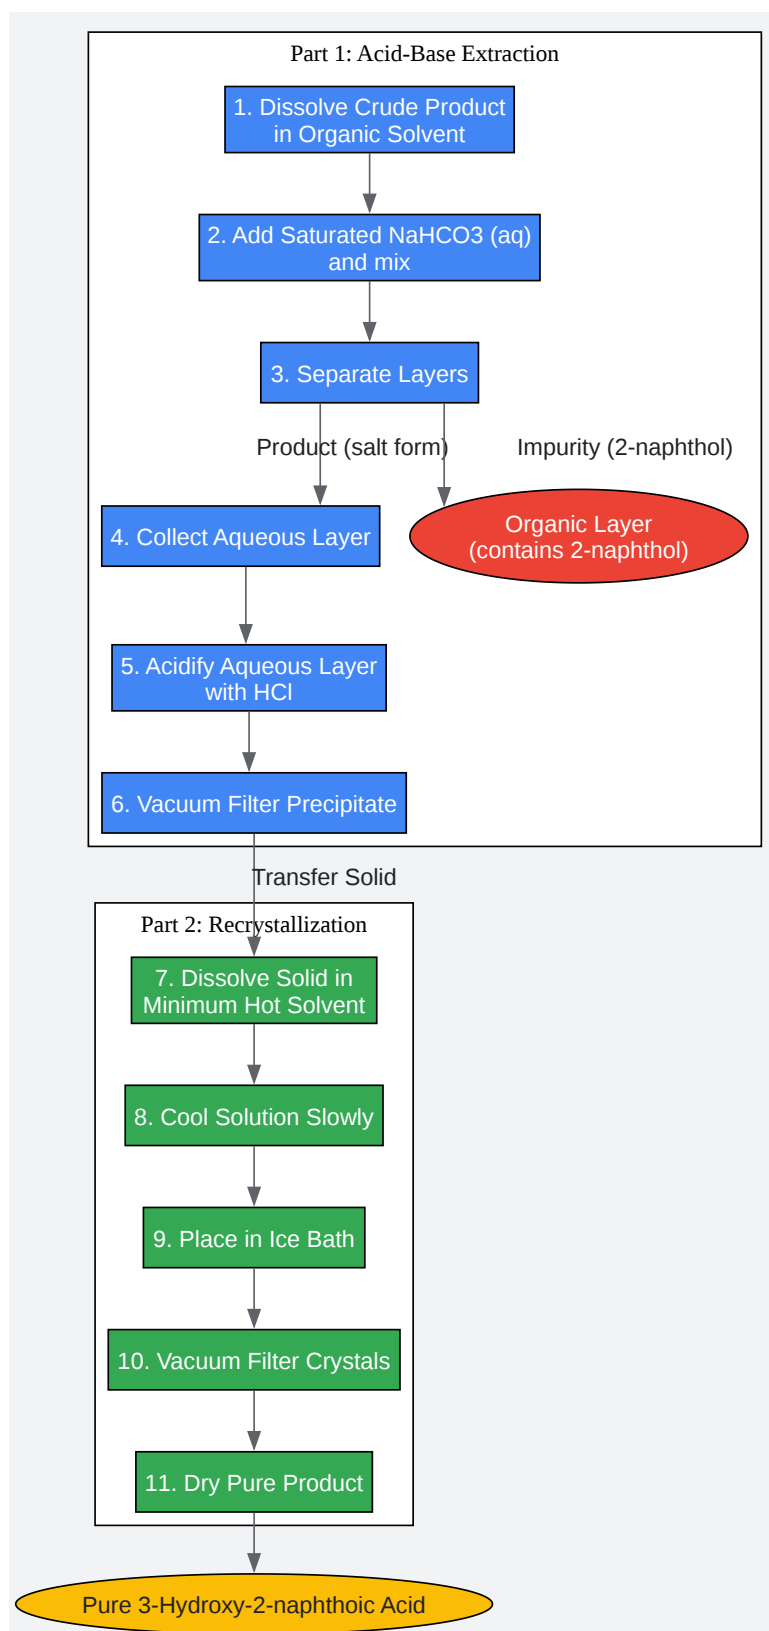 Part 1: Acid-Base Extraction
1. Dissolve Crude Product
in Organic Solvent
2. Add Saturated NaHCO3 (aq)
and mix
3. Separate Layers
Product (salt form)
Impurity (2-naphthol)
4. Collect Aqueous Layer
Organic Layer
(contains 2-naphthol)
5. Acidify Aqueous Layer
with HCl
6. Vacuum Filter Precipitate
Transfer Solid
Part 2: Recrystallization
7. Dissolve Solid in
Minimum Hot Solvent
8. Cool Solution Slowly
9. Place in Ice Bath
10. Vacuum Filter Crystals
11. Dry Pure Product
Pure 3-Hydroxy-2-naphthoic Acid